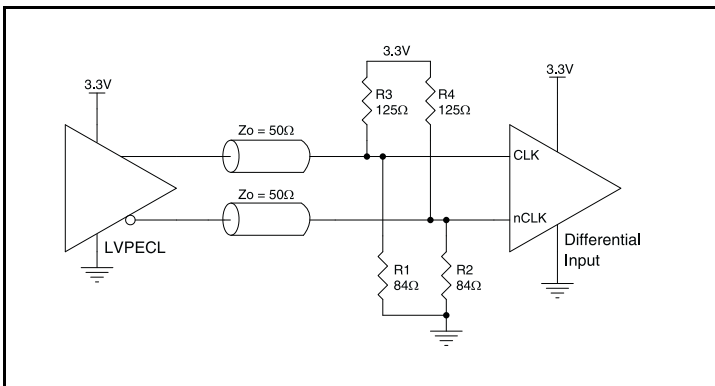 3.3V
3.3V
3.3V
R3
125Ω
R4
125Ω
Zo = 50Ω
CLK
Zo = 50Ω
nCLK
LVPECL
Differential
Input
R1
84Ω
R2
84Ω